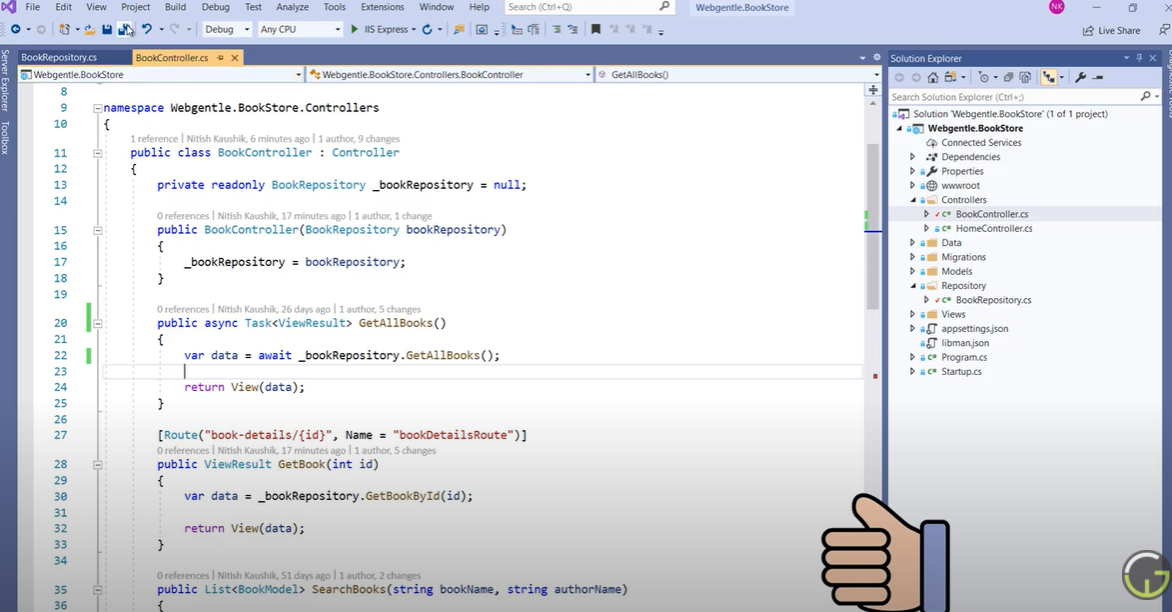 File Edit View Project Build Debug Test Analyze Tools Extensions Window Help Search (Ctrl+Q) Webgentle.BookStore NK
Debug Any CPU IIS Express Live Share
BookRepository.cs BookController.cs
Webgentle.BookStore Webgentle.BookStore.Controllers.BookController GetAllBooks()
Server Explorer
Toolbox
8
9 namespace Webgentle.BookStore.Controllers
10 {
1 reference | Nitish Kaushik, 6 minutes ago | 1 author, 9 changes
11 public class BookController : Controller
12 {
13 private readonly BookRepository _bookRepository = null;
14
0 references | Nitish Kaushik, 17 minutes ago | 1 author, 1 change
15 public BookController(BookRepository bookRepository)
16 {
17 _bookRepository = bookRepository;
18 }
19
0 references | Nitish Kaushik, 26 days ago | 1 author, 5 changes
20 public async Task<ViewResult> GetAllBooks()
21 {
22 var data = await _bookRepository.GetAllBooks();
23
24 return View(data);
25 }
26
27 [Route("book-details/{id}", Name = "bookDetailsRoute")]
0 references | Nitish Kaushik, 17 minutes ago | 1 author, 5 changes
28 public ViewResult GetBook(int id)
29 {
30 var data = _bookRepository.GetBookById(id);
31
32 return View(data);
33 }
34
0 references | Nitish Kaushik, 51 days ago | 1 author, 2 changes
35 public List<BookModel> SearchBooks(string bookName, string authorName)
36 {
Solution Explorer
Search Solution Explorer (Ctrl+;)
Solution 'Webgentle.BookStore' (1 of 1 project)
Webgentle.BookStore
Connected Services
Dependencies
Properties
wwwroot
Controllers
C# BookController.cs
C# HomeController.cs
Data
Migrations
Models
Repository
C# BookRepository.cs
Views
appsettings.json
libman.json
C# Program.cs
C# Startup.cs